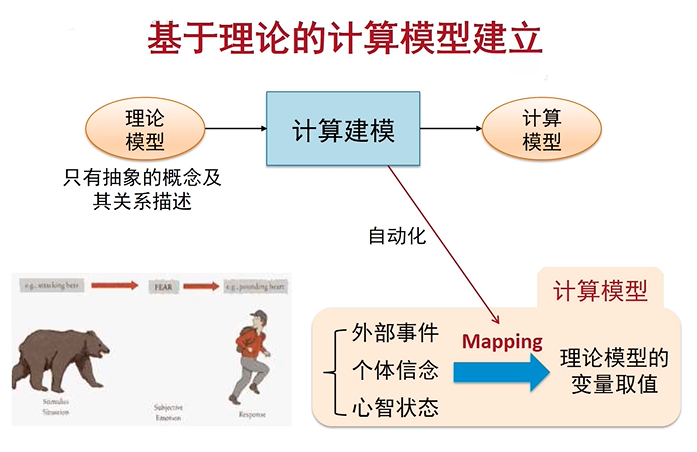 基于理论的计算模型建立
理论
模型
计算建模
计算
模型
只有抽象的概念及
其关系描述
自动化
e.g., attacking bear
FEAR
e.g., pounding heart
Stimulus
Situation
Subjective
Emotion
Response
计算模型
外部事件
个体信念
心智状态
Mapping
理论模型的
变量取值